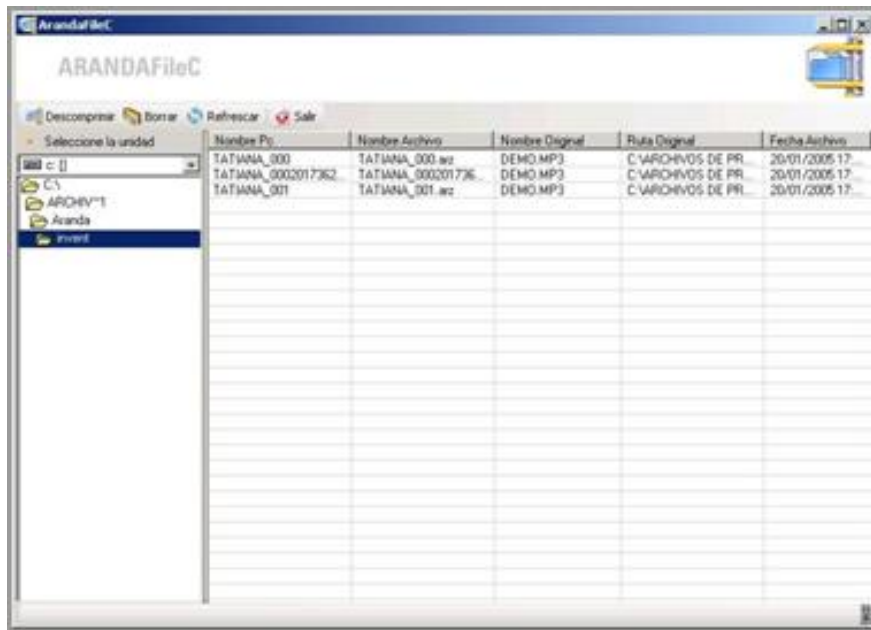 ArandaFileC
ARANDAFileC
Descomprimir Borrar Refrescar Salir
Seleccione la unidad
c: []
C:\
ARCHIV~1
Aranda
invent
Nombre Pc Nombre Archivo Nombre Original Ruta Original Fecha Archivo
TATIANA_000 TATIANA_000.arz DEMO.MP3 C:\ARCHIVOS DE PR... 20/01/2005 17:...
TATIANA_0002017362... TATIANA_000201736... DEMO.MP3 C:\ARCHIVOS DE PR... 20/01/2005 17:...
TATIANA_001 TATIANA_001.arz DEMO.MP3 C:\ARCHIVOS DE PR... 20/01/2005 17:...